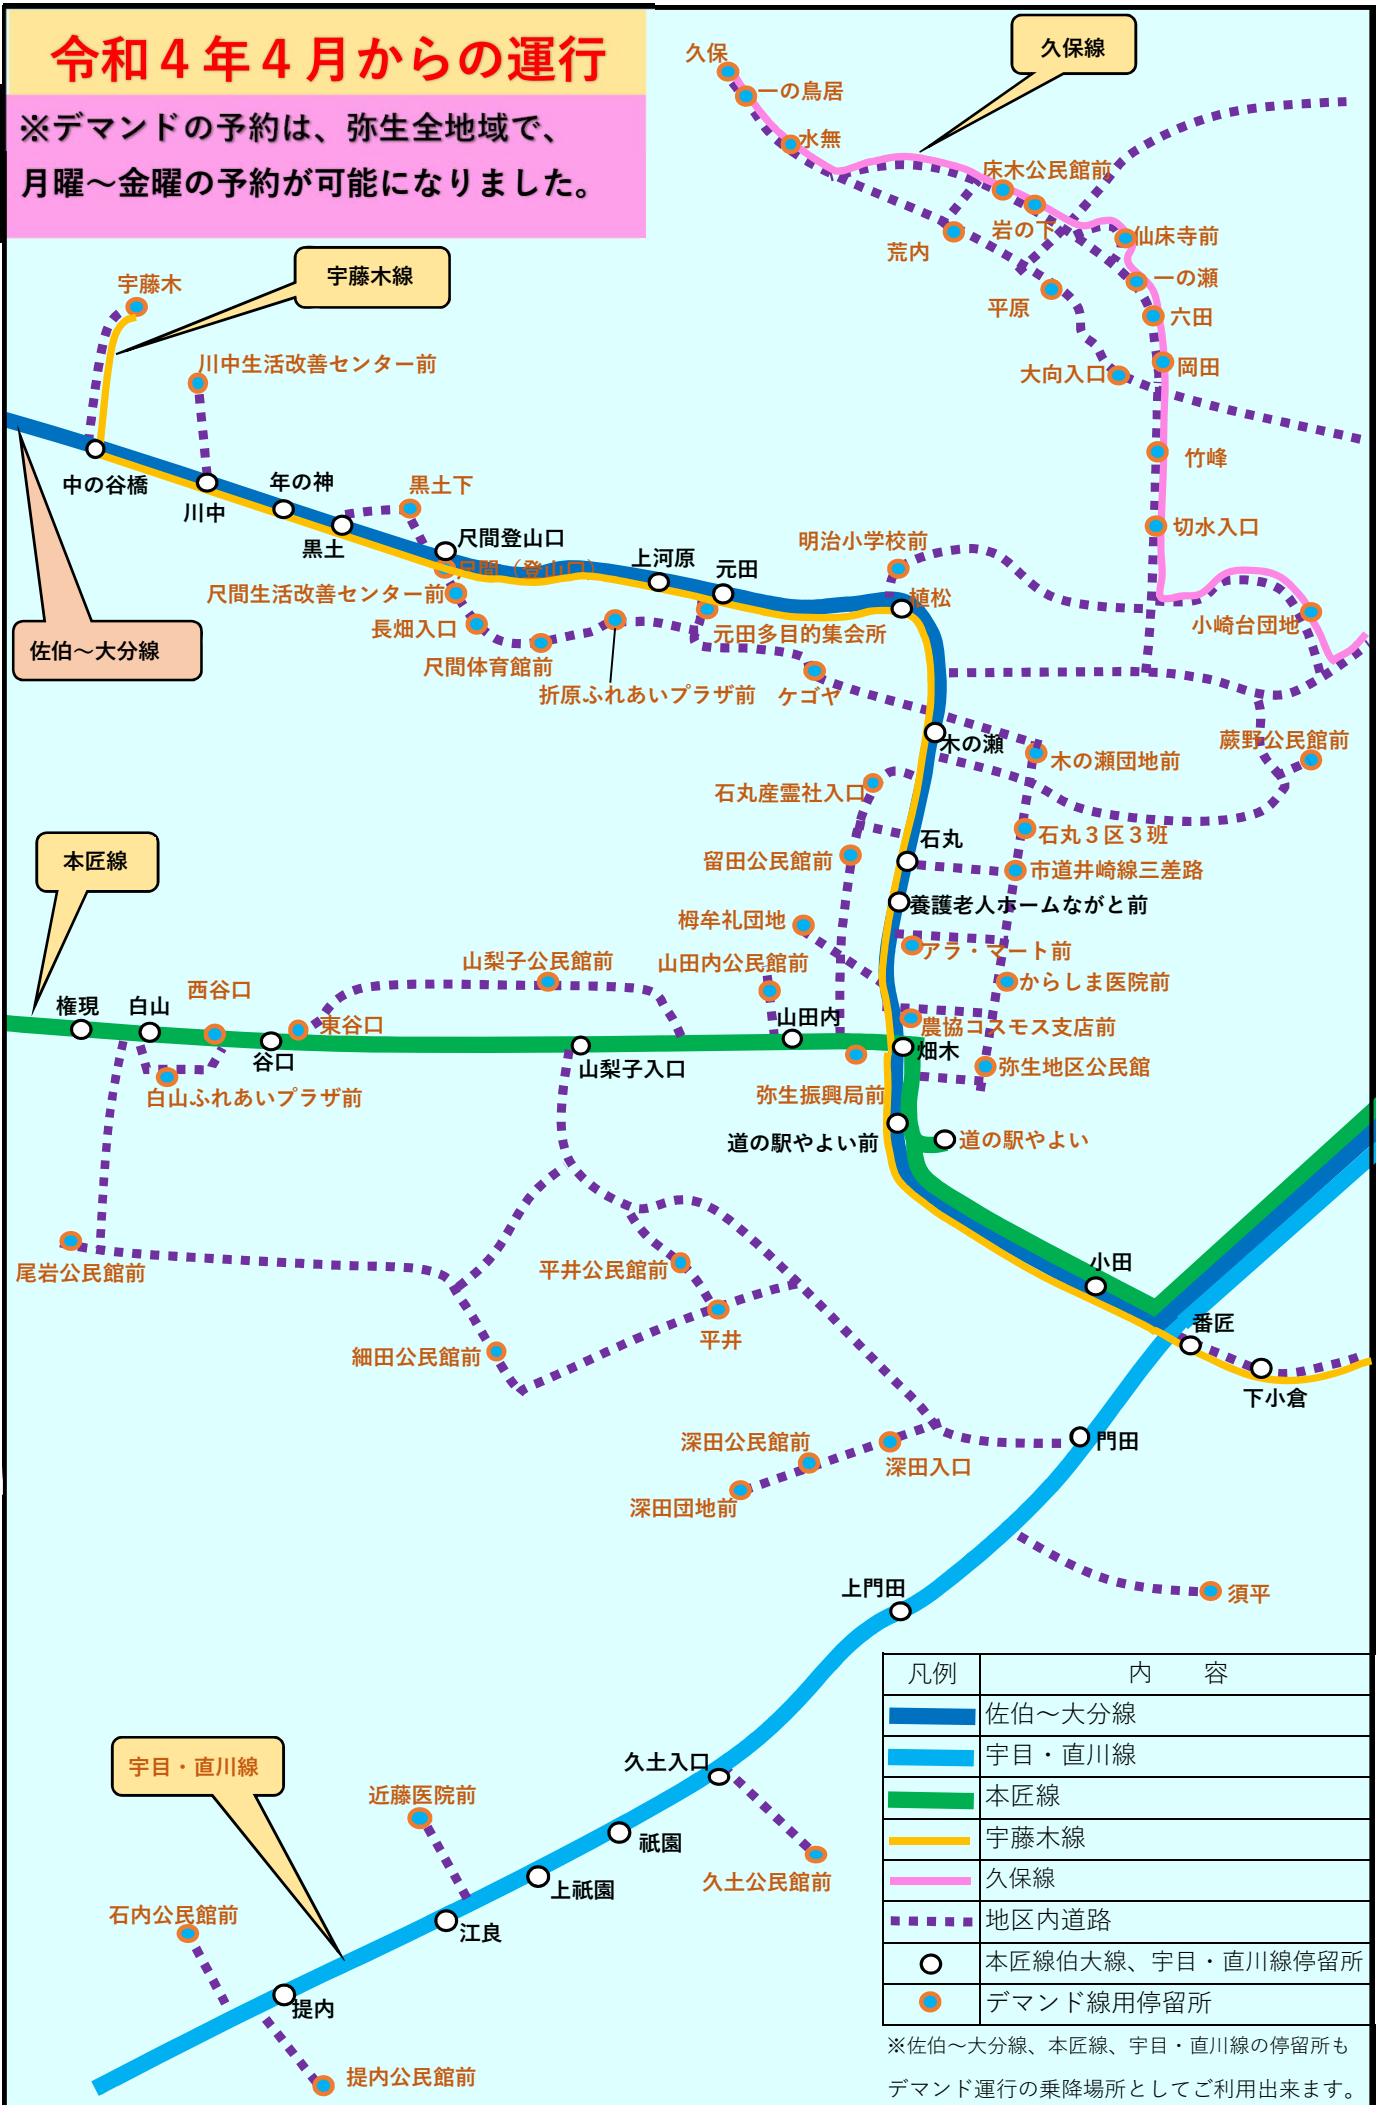 令和４年４月からの運行
※デマンドの予約は、弥生全地域で、
月曜～金曜の予約が可能になりました。
久保線
久保
一の鳥居
水無
床木公民館前
岩の下
荒内
仙床寺前
一の瀬
平原
六田
大向入口
岡田
竹峰
切水入口
小崎台団地
宇藤木線
宇藤木
川中生活改善センター前
中の谷橋
川中
年の神
黒土
黒土下
尺間登山口
尺間（登山口）
尺間生活改善センター前
長畑入口
尺間体育館前
折原ふれあいプラザ前
上河原
元田
元田多目的集会所
ケゴヤ
明治小学校前
植松
佐伯～大分線
木の瀬
木の瀬団地前
蕨野公民館前
石丸産霊社入口
石丸
石丸３区３班
留田公民館前
市道井崎線三差路
養護老人ホームながと前
栂牟礼団地
アラ・マート前
山田内公民館前
からしま医院前
農協コスモス支店前
山田内
畑木
弥生地区公民館
弥生振興局前
道の駅やよい前
道の駅やよい
本匠線
権現
白山
西谷口
東谷口
谷口
白山ふれあいプラザ前
山梨子公民館前
山梨子入口
尾岩公民館前
平井公民館前
平井
細田公民館前
小田
番匠
下小倉
深田公民館前
深田入口
深田団地前
門田
須平
上門田
久土入口
久土公民館前
祇園
上祇園
近藤医院前
江良
宇目・直川線
石内公民館前
提内
提内公民館前
凡例 内　容
佐伯～大分線
宇目・直川線
本匠線
宇藤木線
久保線
地区内道路
本匠線伯大線、宇目・直川線停留所
デマンド線用停留所
※佐伯～大分線、本匠線、宇目・直川線の停留所も
デマンド運行の乗降場所としてご利用出来ます。